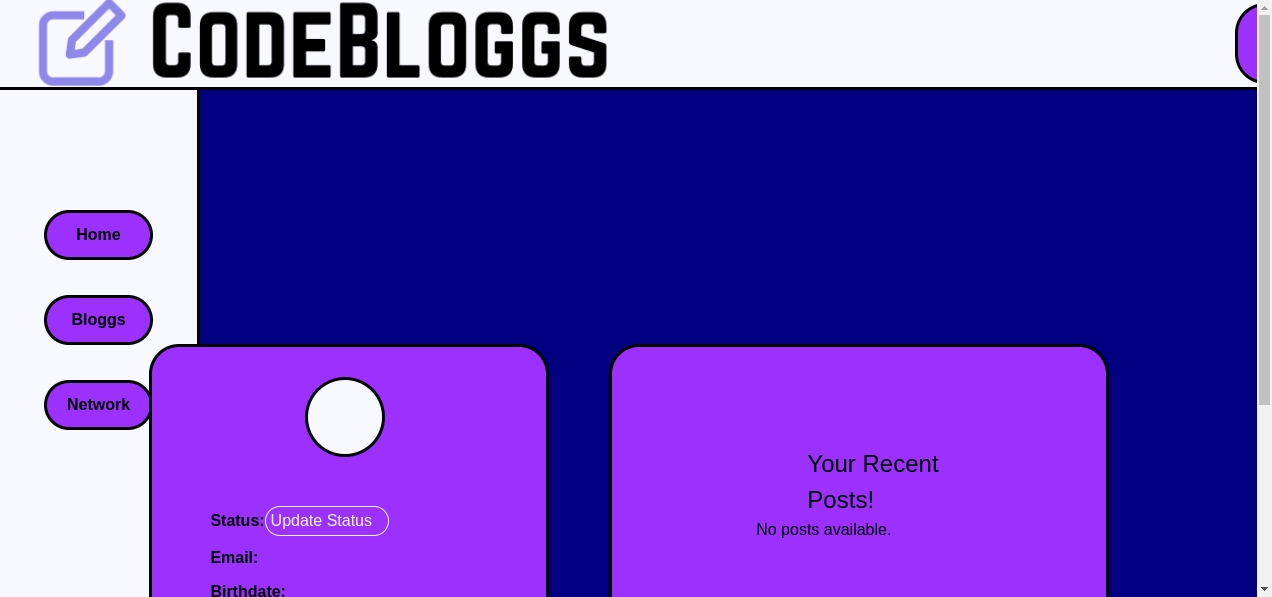 CodeBloggs
Home
Bloggs
Network
Your Recent
Posts!
No posts available.
Status: Update Status
Email:
Birthdate: